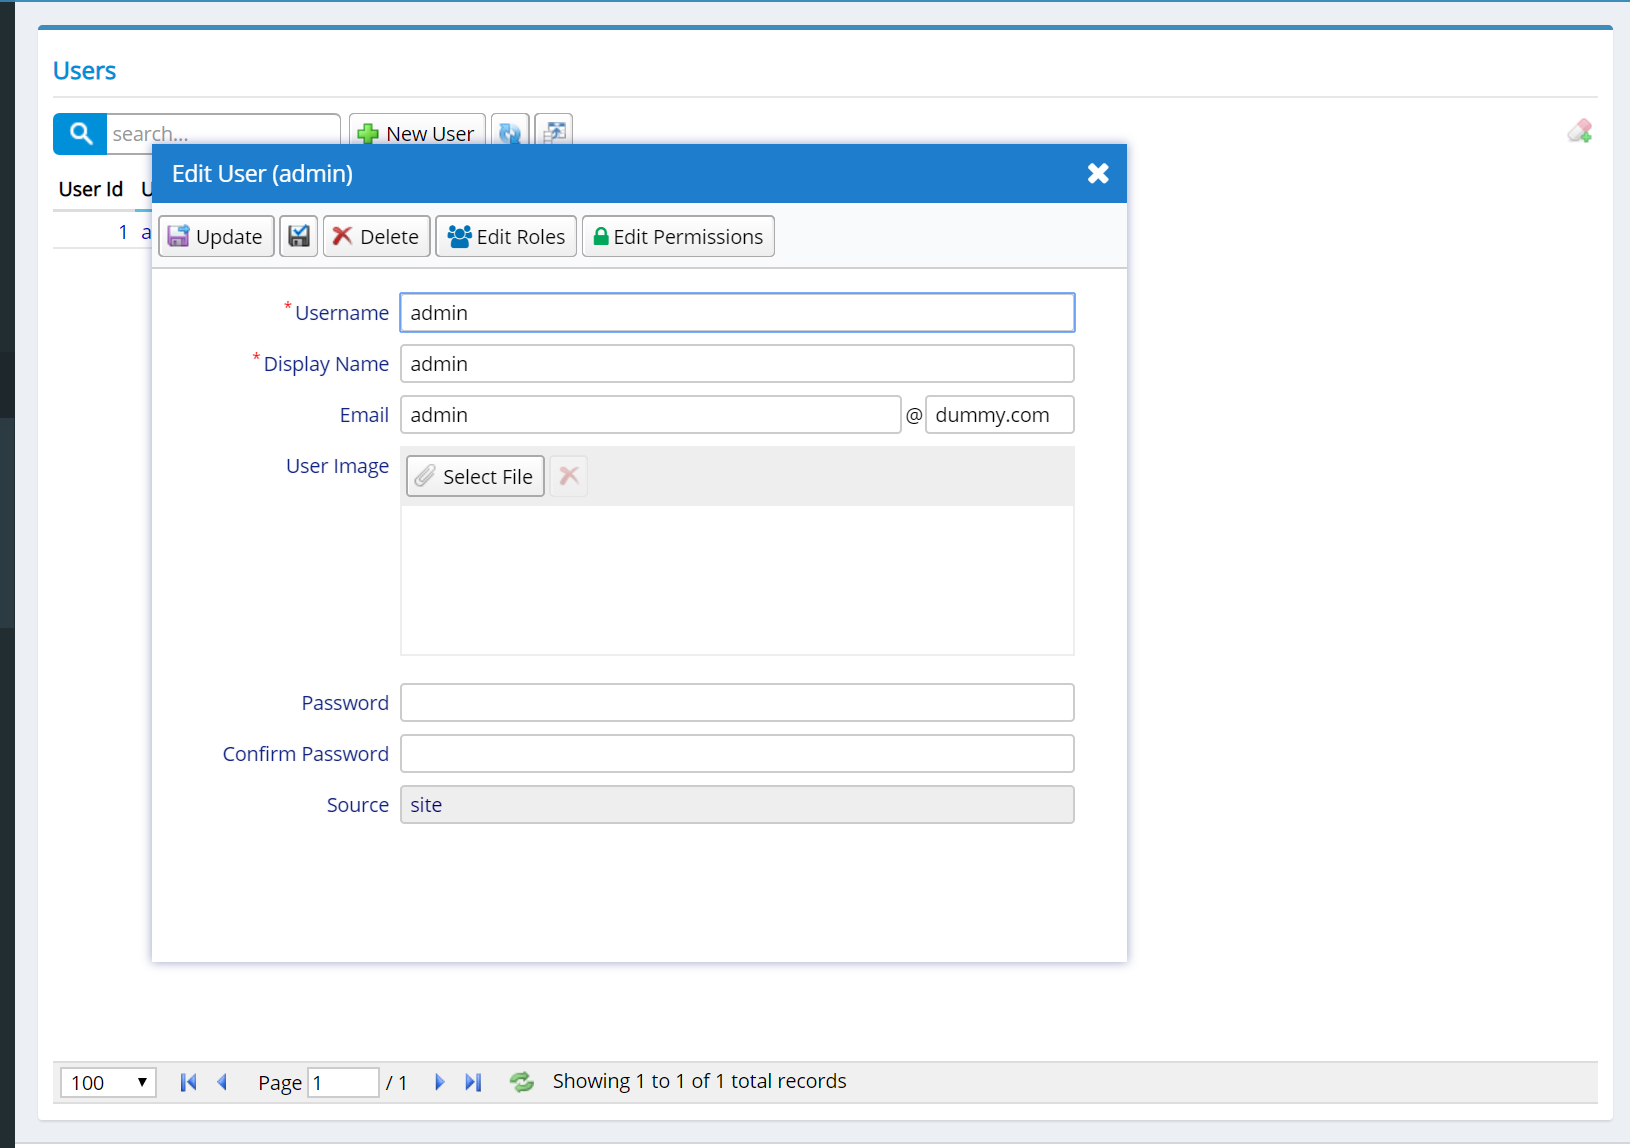 Users
search... New User
Edit User (admin)
User Id U
1 a
Update Delete Edit Roles Edit Permissions
* Username admin
* Display Name admin
Email admin @ dummy.com
User Image Select File
Password
Confirm Password
Source site
100 Page 1 / 1 Showing 1 to 1 of 1 total records